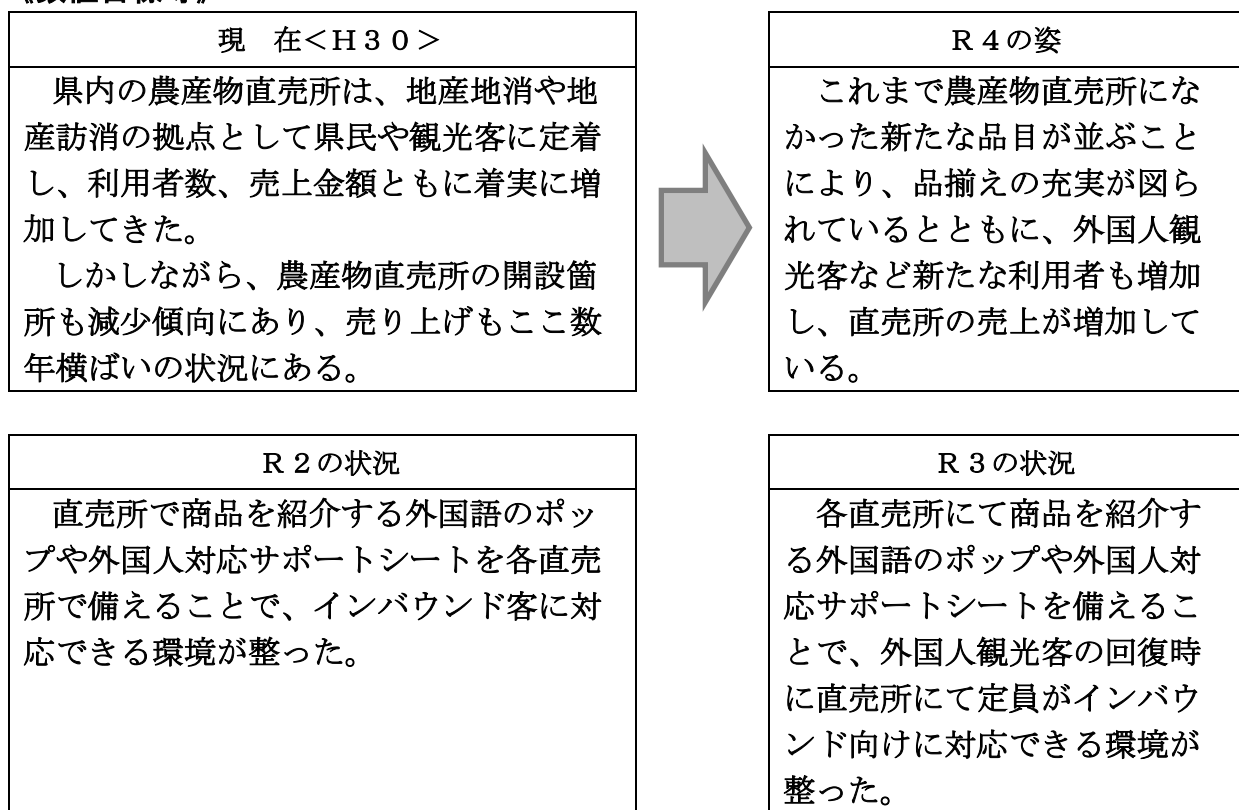 現　在＜Ｈ３０＞
県内の農産物直売所は、地産地消や地
産訪消の拠点として県民や観光客に定着
し、利用者数、売上金額ともに着実に増
加してきた。
しかしながら、農産物直売所の開設箇
所も減少傾向にあり、売り上げもここ数
年横ばいの状況にある。
Ｒ４の姿
これまで農産物直売所にな
かった新たな品目が並ぶこと
により、品揃えの充実が図ら
れているとともに、外国人観
光客など新たな利用者も増加
し、直売所の売上が増加して
いる。
Ｒ２の状況
直売所で商品を紹介する外国語のポッ
プや外国人対応サポートシートを各直売
所で備えることで、インバウンド客に対
応できる環境が整った。
Ｒ３の状況
各直売所にて商品を紹介す
る外国語のポップや外国人対
応サポートシートを備えるこ
とで、外国人観光客の回復時
に直売所にて定員がインバウ
ンド向けに対応できる環境が
整った。